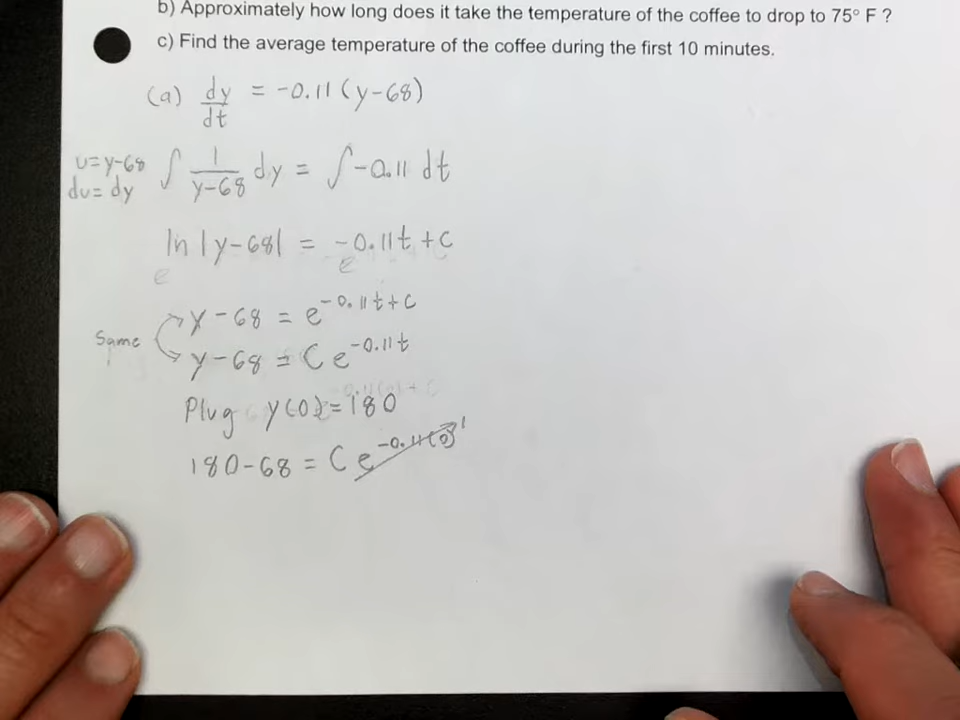 b) Approximately how long does it take the temperature of the coffee to drop to 75° F ?
c) Find the average temperature of the coffee during the first 10 minutes.
(a) dy/dt = -0.11 (y-68)
u=y-68
du=dy
∫ 1/(y-68) dy = ∫ -0.11 dt
ln |y-68| = -0.11t + C
e e
Same
y-68 = e^(-0.11t+C)
y-68 = Ce^(-0.11t)
Plug y(0)=180
180-68 = Ce^(-0.11(0)) 1